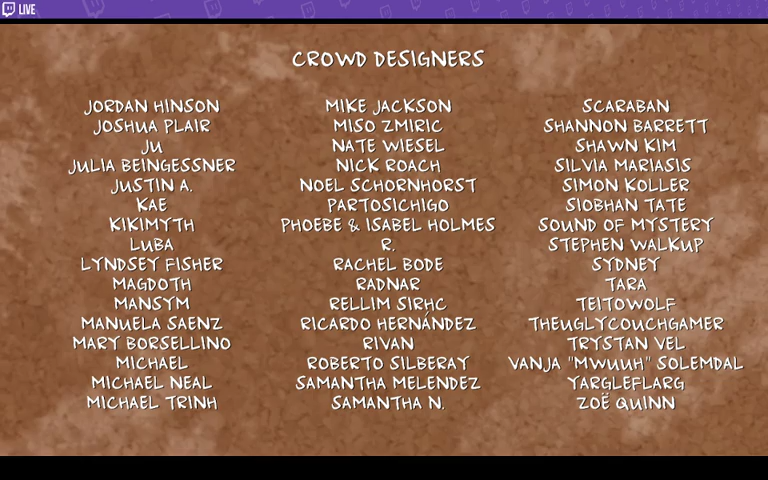 LIVE
CROWD DESIGNERS
JORDAN HINSON
JOSHUA PLAIR
JU
JULIA BEINGESSNER
JUSTIN A.
KAE
KIKIMYTH
LUBA
LYNDSEY FISHER
MAGDOTH
MANSYM
MANUELA SAENZ
MARY BORSELLINO
MICHAEL
MICHAEL NEAL
MICHAEL TRINH
MIKE JACKSON
MISO ZMIRIC
NATE WIESEL
NICK ROACH
NOEL SCHORNHORST
PARTOSICHIGO
PHOEBE & ISABEL HOLMES
R.
RACHEL BODE
RADNAR
RELLIM SIRHC
RICARDO HERNÁNDEZ
RIVAN
ROBERTO SILBERAY
SAMANTHA MELENDEZ
SAMANTHA N.
SCARABAN
SHANNON BARRETT
SHAWN KIM
SILVIA MARIASIS
SIMON KOLLER
SIOBHAN TATE
SOUND OF MYSTERY
STEPHEN WALKUP
SYDNEY
TARA
TEITOWOLF
THEUGLYCOUCHGAMER
TRYSTAN VEL
VANJA "MWUUH" SOLEMDAL
YARGLEFLARG
ZOË QUINN